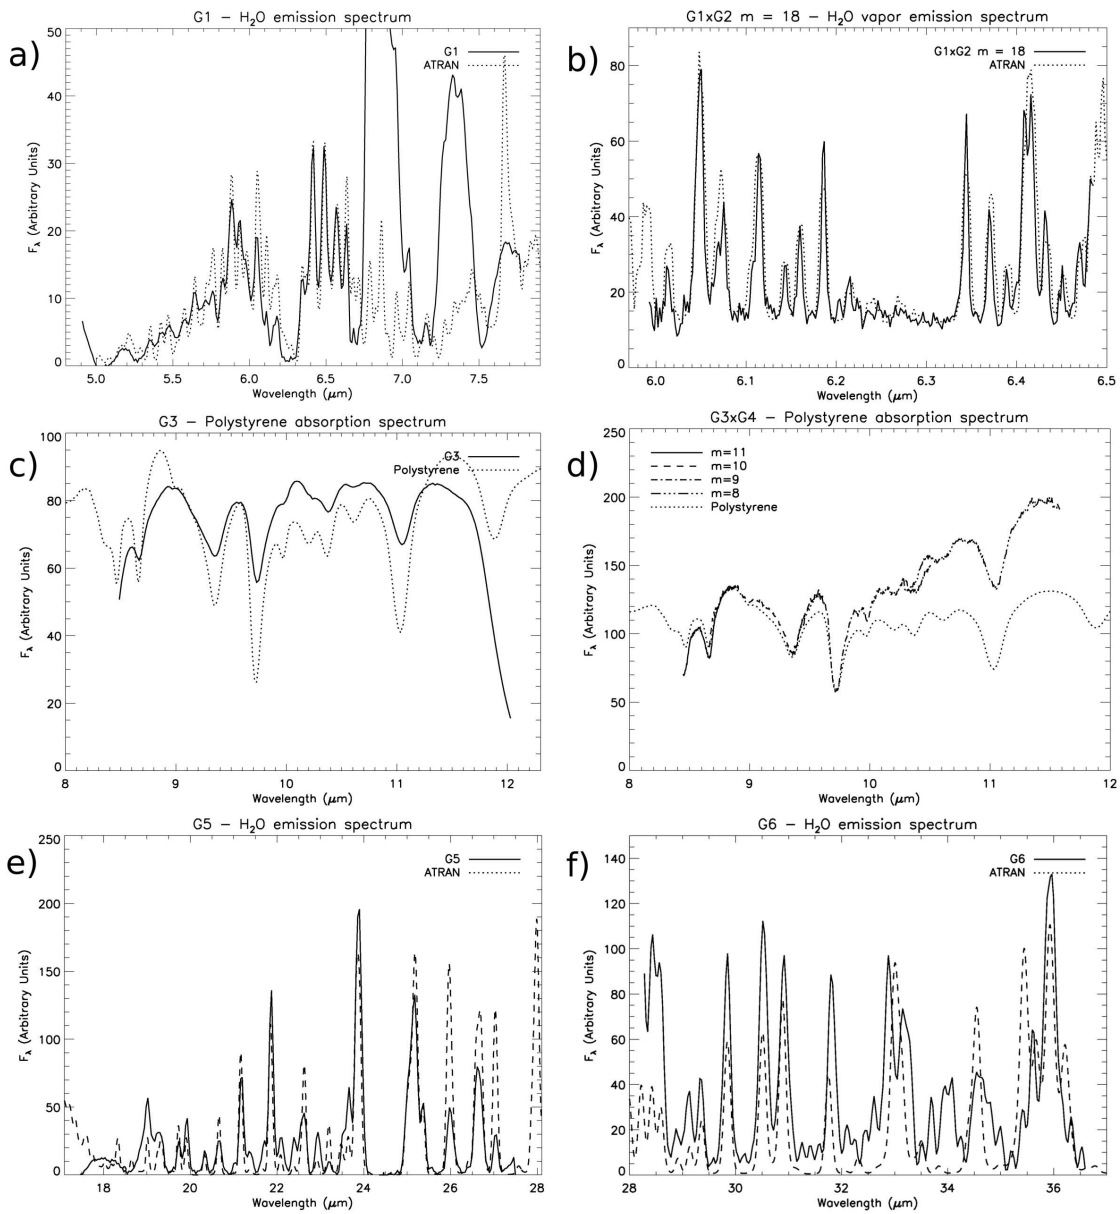 a)
G1 – H₂O emission spectrum
G1
ATRAN
Fλ (Arbitrary Units)
50
40
30
20
10
0
5.0 5.5 6.0 6.5 7.0 7.5
Wavelength (μm)
b)
G1xG2 m = 18 – H₂O vapor emission spectrum
G1xG2 m = 18
ATRAN
Fλ (Arbitrary Units)
80
60
40
20
0
6.0 6.1 6.2 6.3 6.4 6.5
Wavelength (μm)
c)
G3 – Polystyrene absorption spectrum
G3
Polystyrene
Fλ (Arbitrary Units)
100
80
60
40
20
0
8 9 10 11 12
Wavelength (μm)
d)
G3xG4 – Polystyrene absorption spectrum
m=11
m=10
m=9
m=8
Polystyrene
Fλ (Arbitrary Units)
250
200
150
100
50
0
8 9 10 11 12
Wavelength (μm)
e)
G5 – H₂O emission spectrum
G5
ATRAN
Fλ (Arbitrary Units)
250
200
150
100
50
0
18 20 22 24 26 28
Wavelength (μm)
f)
G6 – H₂O emission spectrum
G6
ATRAN
Fλ (Arbitrary Units)
140
120
100
80
60
40
20
0
28 30 32 34 36
Wavelength (μm)